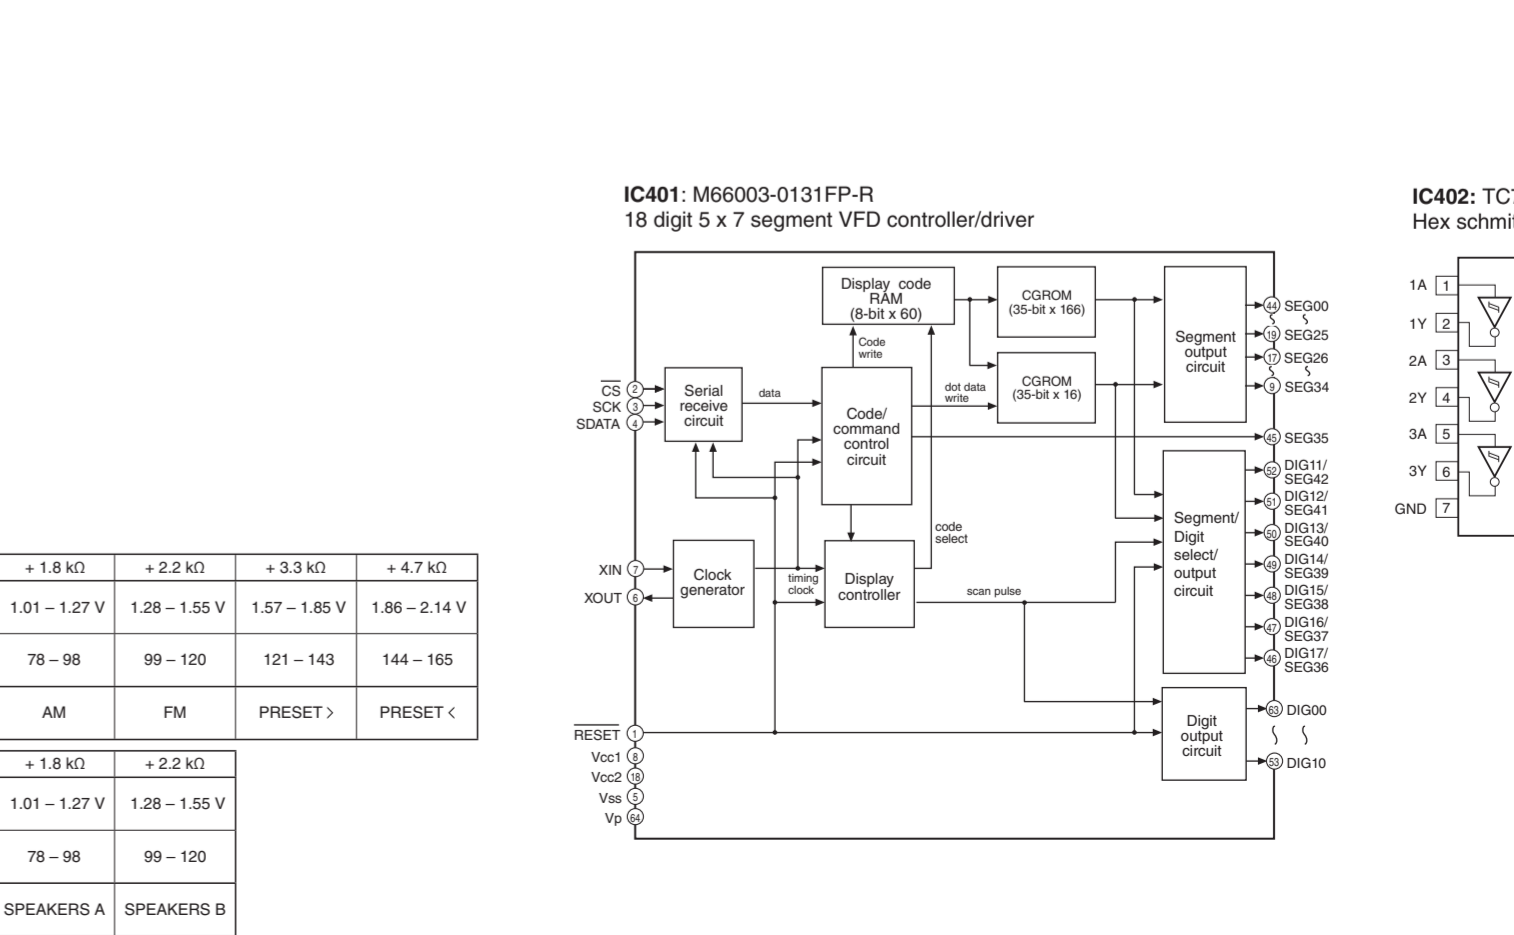 IC401: M66003-0131FP-R
18 digit 5 x 7 segment VFD controller/driver
Display code
RAM
(8-bit x 60)
CGROM
(35-bit x 166)
CGROM
(35-bit x 16)
Segment
output
circuit
44 SEG00
19 SEG25
17 SEG26
9 SEG34
45 SEG35
Code
write
CS 2
SCK 3
SDATA 4
Serial
receive
circuit
data
Code/
command
control
circuit
dot data
write
52 DIG11/
SEG42
51 DIG12/
SEG41
50 DIG13/
SEG40
49 DIG14/
SEG39
48 DIG15/
SEG38
47 DIG16/
SEG37
46 DIG17/
SEG36
Segment/
Digit
select/
output
circuit
code
select
XIN 7
XOUT 6
Clock
generator
timing
clock
Display
controller
scan pulse
RESET 1
Vcc1 8
Vcc2 18
Vss 5
Vp 64
Digit
output
circuit
63 DIG00
53 DIG10
IC402: TC7
Hex schmit
1A 1
1Y 2
2A 3
2Y 4
3A 5
3Y 6
GND 7
+ 1.8 kΩ + 2.2 kΩ + 3.3 kΩ + 4.7 kΩ
1.01 – 1.27 V 1.28 – 1.55 V 1.57 – 1.85 V 1.86 – 2.14 V
78 – 98 99 – 120 121 – 143 144 – 165
AM FM PRESET > PRESET <
+ 1.8 kΩ + 2.2 kΩ
1.01 – 1.27 V 1.28 – 1.55 V
78 – 98 99 – 120
SPEAKERS A SPEAKERS B